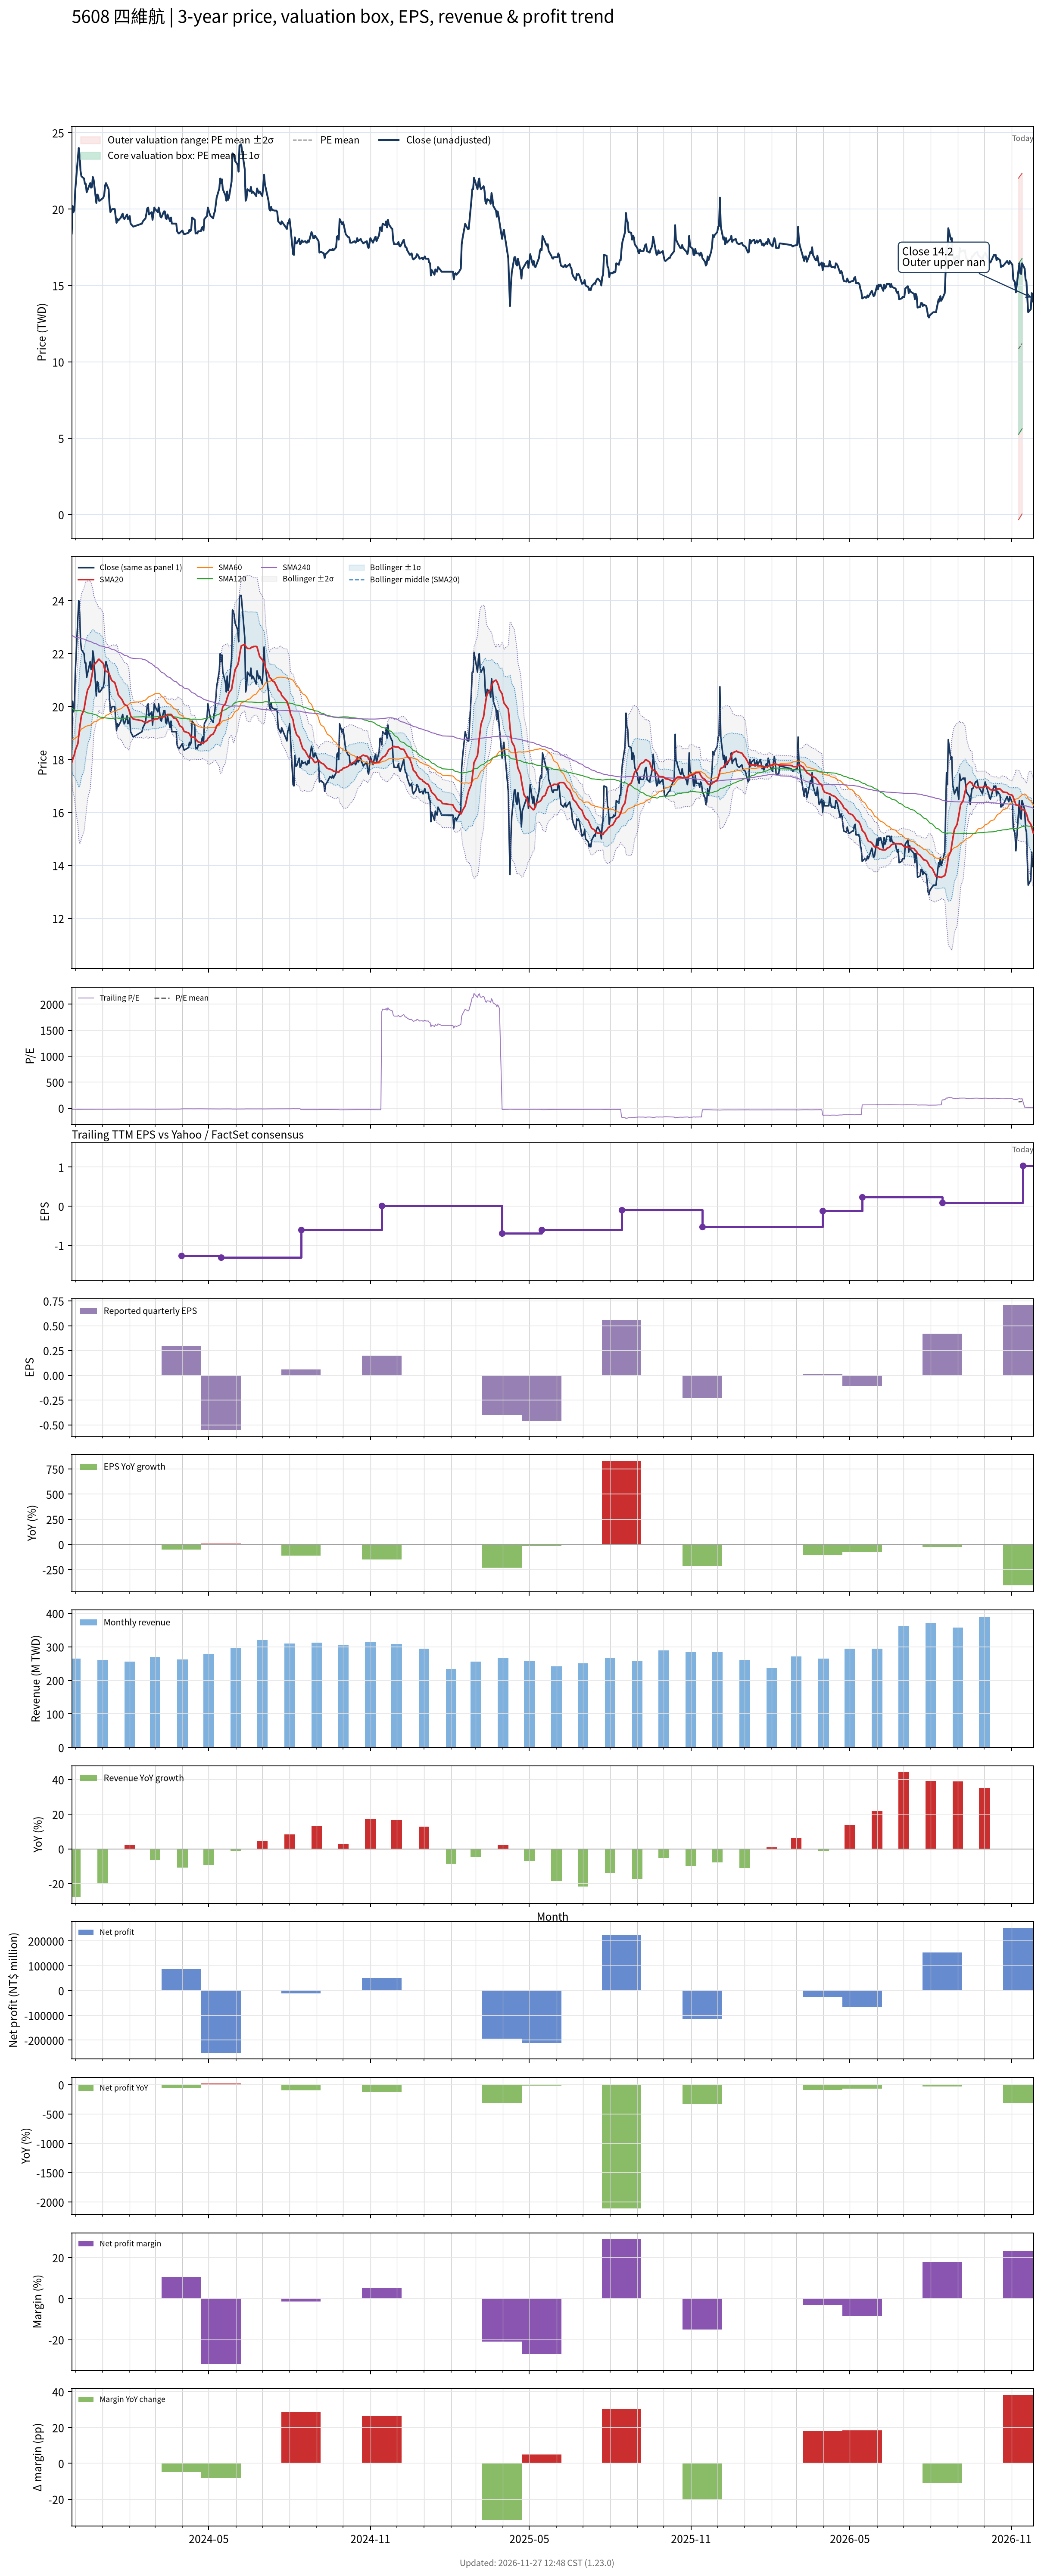 5608 四維航 | 3-year price, valuation box, EPS, revenue & profit trend
25
20
15
10
5
0
Price (TWD)
Outer valuation range: PE mean ±2σ
Core valuation box: PE mean ±1σ
PE mean
Close (unadjusted)
Today
Close 14.2
Outer upper nan
24
22
20
18
16
14
12
Price
Close (same as panel 1)
SMA20
SMA60
SMA120
SMA240
Bollinger ±2σ
Bollinger ±1σ
Bollinger middle (SMA20)
2000
1500
1000
500
0
P/E
Trailing P/E
P/E mean
Trailing TTM EPS vs Yahoo / FactSet consensus
Today
1
0
-1
EPS
0.75
0.50
0.25
0.00
-0.25
-0.50
EPS
Reported quarterly EPS
750
500
250
0
-250
YoY (%)
EPS YoY growth
400
300
200
100
0
Revenue (M TWD)
Monthly revenue
40
20
0
-20
YoY (%)
Revenue YoY growth
Month
200000
100000
0
-100000
-200000
Net profit (NT$ million)
Net profit
0
-500
-1000
-1500
-2000
YoY (%)
Net profit YoY
20
0
-20
Margin (%)
Net profit margin
40
20
0
-20
Δ margin (pp)
Margin YoY change
2024-05
2024-11
2025-05
2025-11
2026-05
2026-11
Updated: 2026-11-27 12:48 CST (1.23.0)